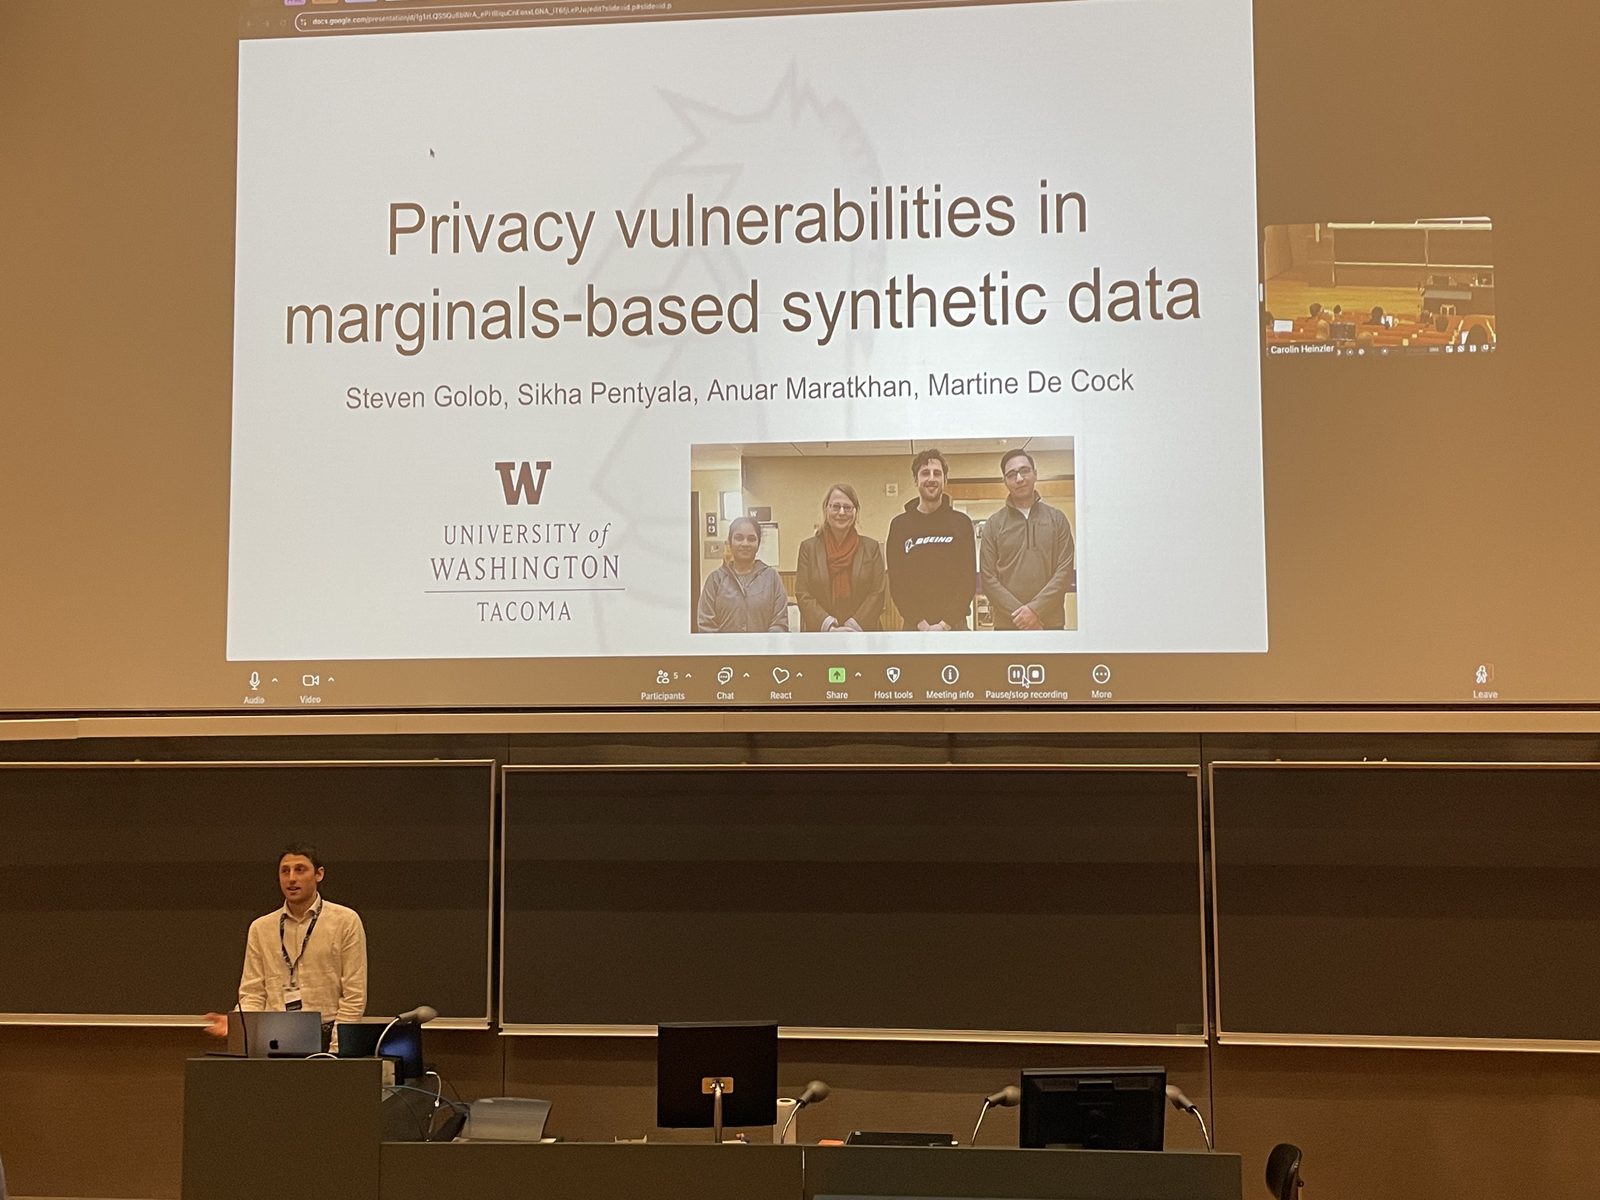 Privacy vulnerabilities in
marginals-based synthetic data
Steven Golob, Sikha Pentyala, Anuar Maratkhan, Martine De Cock
W
UNIVERSITY of
WASHINGTON
TACOMA
BOEING
Carolin Heinzler
5
Audio
Video
Participants
Chat
React
Share
Host tools
Meeting info
Pause/stop recording
More
Leave